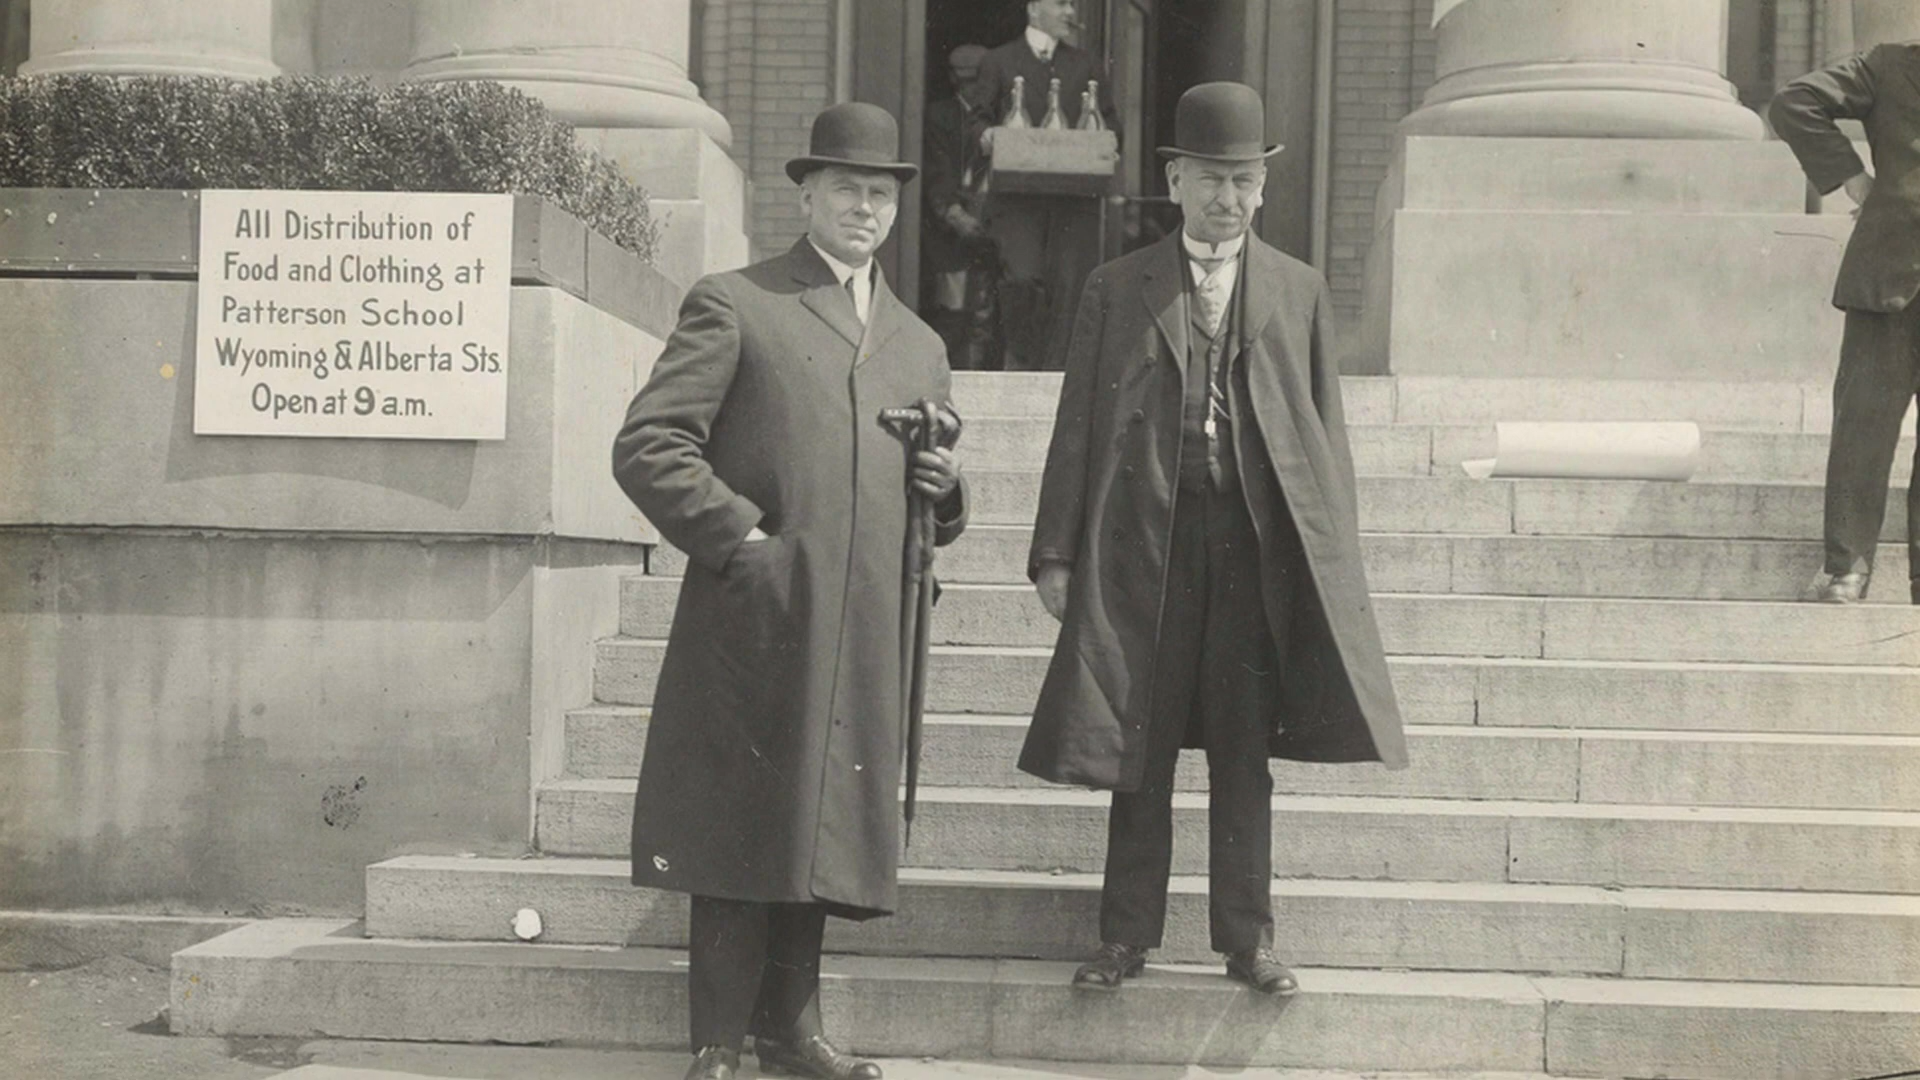 All Distribution of
Food and Clothing at
Patterson School
Wyoming & Alberta Sts.
Open at 9 a.m.